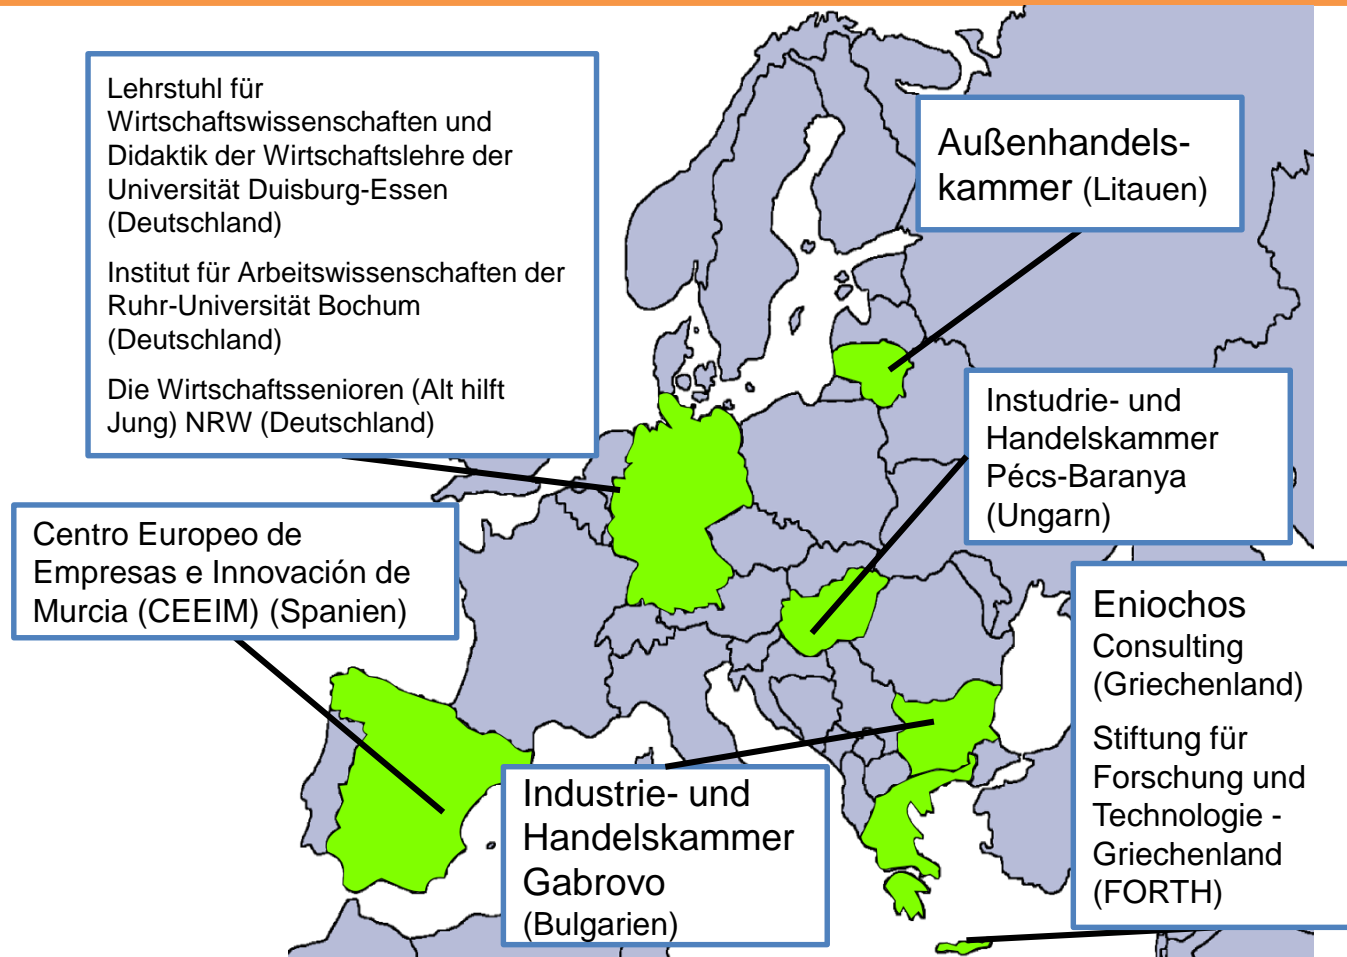 Lehrstuhl für
Wirtschaftswissenschaften und
Didaktik der Wirtschaftslehre der
Universität Duisburg-Essen
(Deutschland)
Institut für Arbeitswissenschaften der
Ruhr-Universität Bochum
(Deutschland)
Die Wirtschaftssenioren (Alt hilft
Jung) NRW (Deutschland)
Außenhandels-
kammer (Litauen)
Instudrie- und
Handelskammer
Pécs-Baranya
(Ungarn)
Centro Europeo de
Empresas e Innovación de
Murcia (CEEIM) (Spanien)
Eniochos
Consulting
(Griechenland)
Stiftung für
Forschung und
Technologie -
Griechenland
(FORTH)
Industrie- und
Handelskammer
Gabrovo
(Bulgarien)